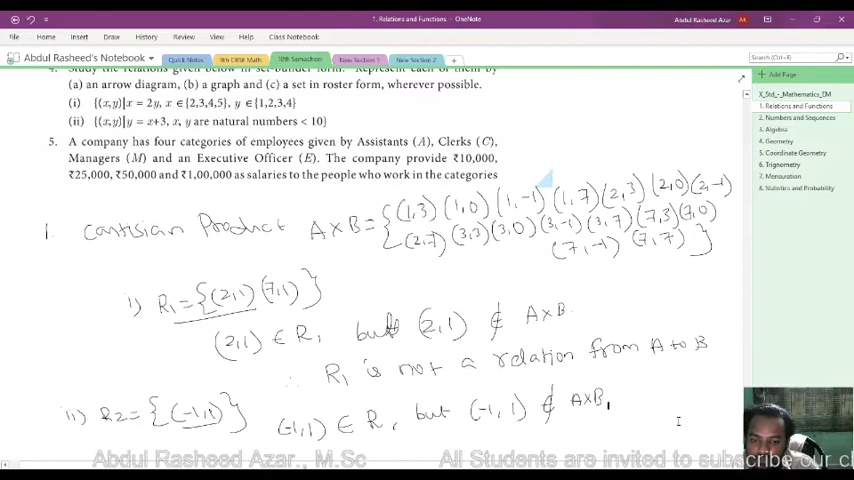 1. Relations and Functions - OneNote
Abdul Rasheed Azar AK
File Home Insert Draw History Review View Help Class Notebook
Abdul Rasheed's Notebook Quick Notes 9th CBSE Math 10th Samacheer New Section 1 New Section 2 +
Search (Ctrl+E)
Add Page
X_Std_-_Mathematics_EM
1. Relations and Functions
2. Numbers and Sequences
3. Algebra
4. Geometry
5. Coordinate Geometry
6. Trigonometry
7. Mensuration
8. Statistics and Probability
4. Study the relations given below in set-builder form. Represent each of them by
(a) an arrow diagram, (b) a graph and (c) a set in roster form, wherever possible.
(i) {(x,y)|x = 2y, x ∈ {2,3,4,5}, y ∈ {1,2,3,4}
(ii) {(x,y)|y = x+3, x, y are natural numbers < 10}
5. A company has four categories of employees given by Assistants (A), Clerks (C),
Managers (M) and an Executive Officer (E). The company provide ₹10,000,
₹25,000, ₹50,000 and ₹1,00,000 as salaries to the people who work in the categories
1. Cartisian Product A×B = {(1,3) (1,0) (1,-1) (1,7) (2,3) (2,0) (2,-1)
(2,7) (3,3) (3,0) (3,-1) (3,7) (7,3) (7,0)
(7,-1) (7,7) }
i) R1 = {(2,1) (7,1)}
(2,1) ∈ R1 but (2,1) ∉ A×B.
∴ R1 is not a relation from A to B
ii) R2 = {(-1,1)} (-1,1) ∈ R, but (-1,1) ∉ A×B,
Abdul Rasheed Azar., M.Sc All Students are invited to subscribe our cl